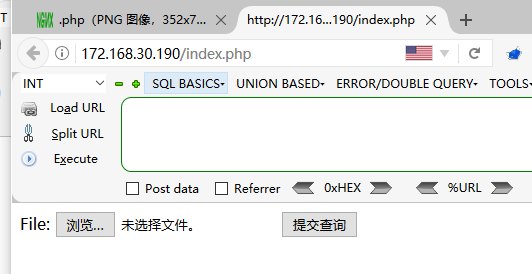 .php（PNG 图像，352x7...
http://172.16...190/index.php
172.168.30.190/index.php
INT
SQL BASICS
UNION BASED
ERROR/DOUBLE QUERY
TOOLS
Load URL
Split URL
Execute
Post data
Referrer
0xHEX
%URL
File: 浏览... 未选择文件。 提交查询